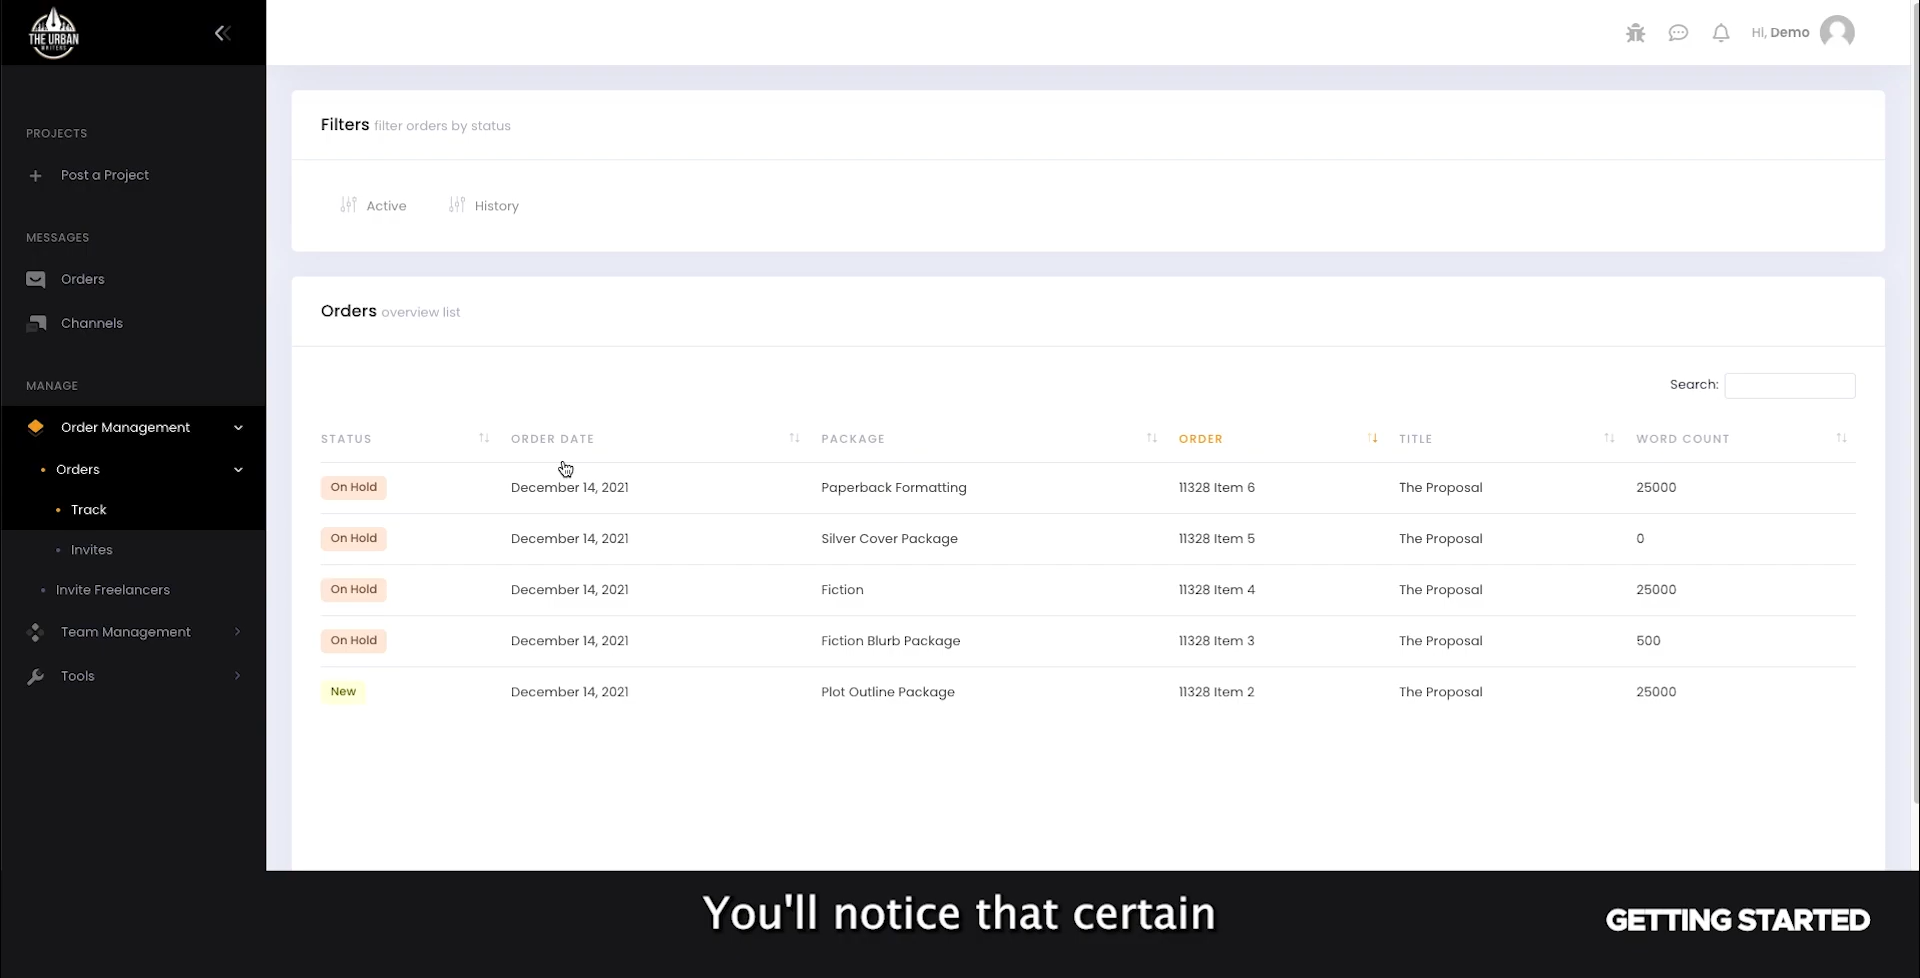 THE URBAN
WRITERS
Hi, Demo
PROJECTS
Post a Project
MESSAGES
Orders
Channels
MANAGE
Order Management
Orders
Track
Invites
Invite Freelancers
Team Management
Tools
Filters filter orders by status
Active History
Orders overview list
Search:
STATUS ORDER DATE PACKAGE ORDER TITLE WORD COUNT
On Hold December 14, 2021 Paperback Formatting 11328 Item 6 The Proposal 25000
On Hold December 14, 2021 Silver Cover Package 11328 Item 5 The Proposal 0
On Hold December 14, 2021 Fiction 11328 Item 4 The Proposal 25000
On Hold December 14, 2021 Fiction Blurb Package 11328 Item 3 The Proposal 500
New December 14, 2021 Plot Outline Package 11328 Item 2 The Proposal 25000
You'll notice that certain
GETTING STARTED